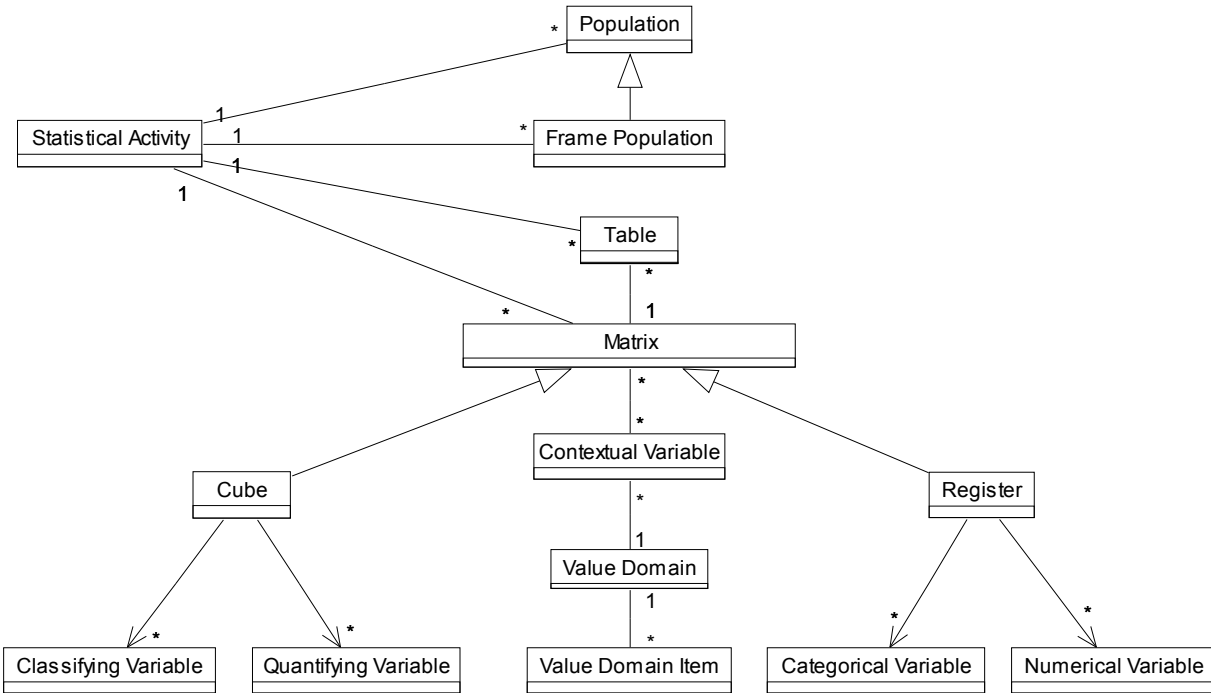 Population
*
1
Statistical Activity
1
*
Frame Population
1
1
Table
*
*
*
1
Matrix
*
*
Contextual Variable
Cube
Register
*
1
Value Domain
1
*
*
*
*
*
Classifying Variable
Quantifying Variable
Value Domain Item
Categorical Variable
Numerical Variable